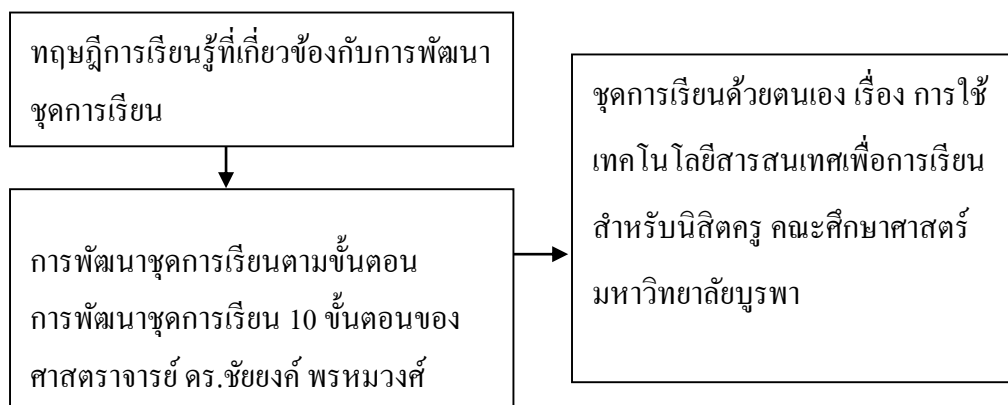 ทฤษฎีการเรียนรู้ที่เกี่ยวข้องกับการพัฒนา
ชุดการเรียน
การพัฒนาชุดการเรียนตามขั้นตอน
การพัฒนาชุดการเรียน 10 ขั้นตอนของ
ศาสตราจารย์ ดร.ชัยยงค์ พรหมวงศ์
ชุดการเรียนด้วยตนเอง เรื่อง การใช้
เทคโนโลยีสารสนเทศเพื่อการเรียน
สำหรับนิสิตครู คณะศึกษาศาสตร์
มหาวิทยาลัยบูรพา